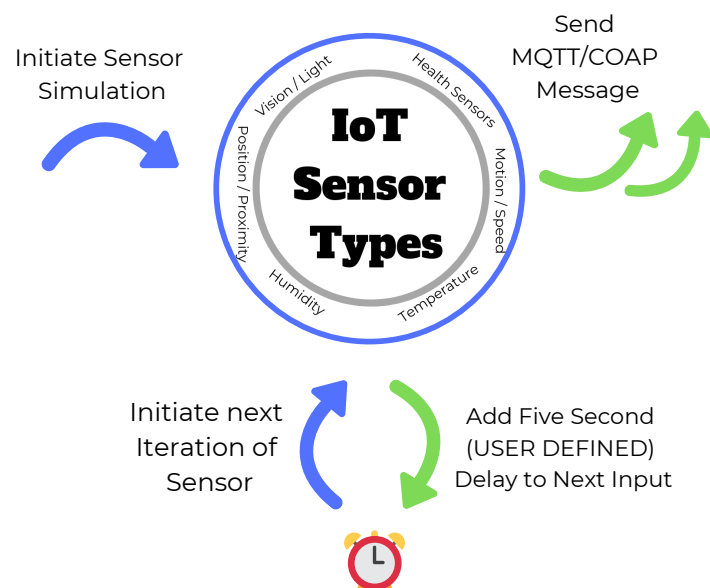 Initiate Sensor
Simulation
Send
MQTT/COAP
Message
Vision / Light
Health Sensors
Position / Proximity
Motion / Speed
Humidity
Temperature
IoT
Sensor
Types
Initiate next
Iteration of
Sensor
Add Five Second
(USER DEFINED)
Delay to Next Input